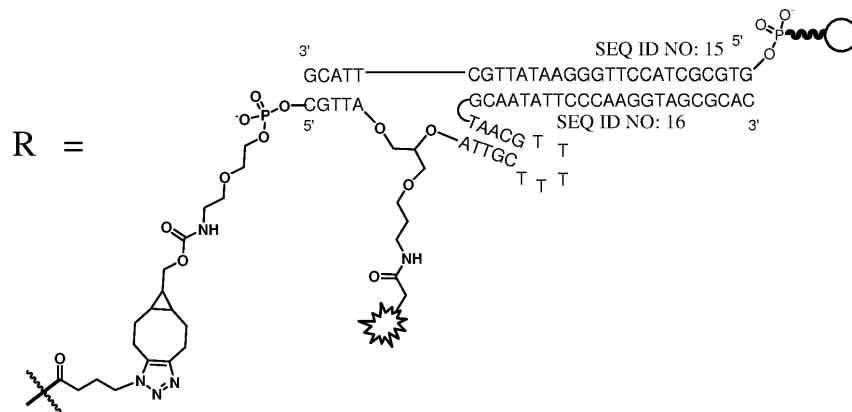 O-
O P
O
5'
SEQ ID NO: 15
3'
GCATT CGTTATAAGGGTTCCATCGCGTG
O
-O P O CGTTA GCAATATTCCCAAGGTAGCGCAC
O 5' SEQ ID NO: 16 3'
R =
O O
TAACG T T
ATTGC T
T T T
O
O
O NH
O
NH
O
O
N N
N